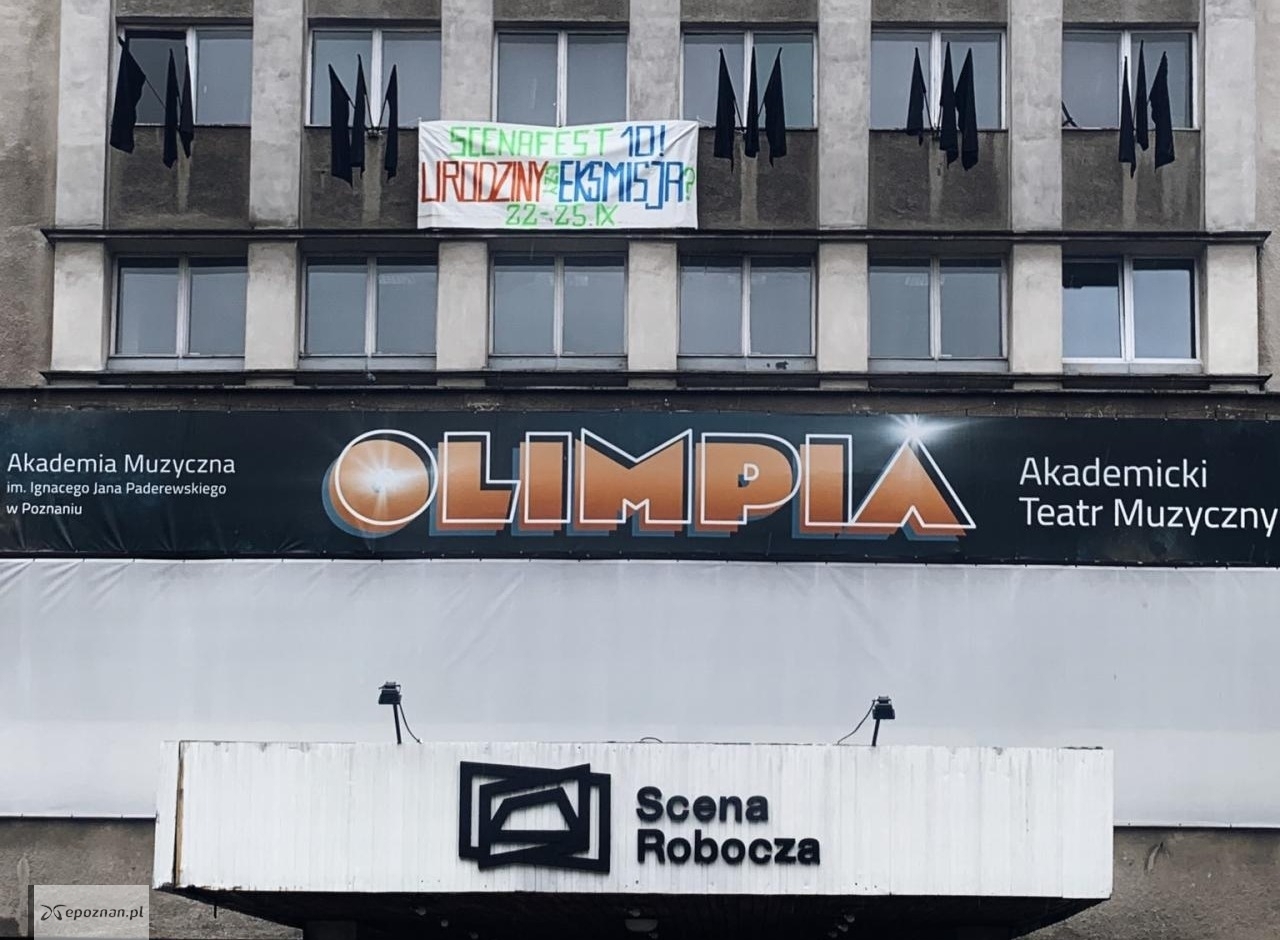 SCENAFEST 10!
URODZINY CZY EKSMISJA?
22-25.IX
Akademia Muzyczna
im. Ignacego Jana Paderewskiego
w Poznaniu
OLIMPIA
Akademicki
Teatr Muzyczny
Scena
Robocza
epoznan.pl